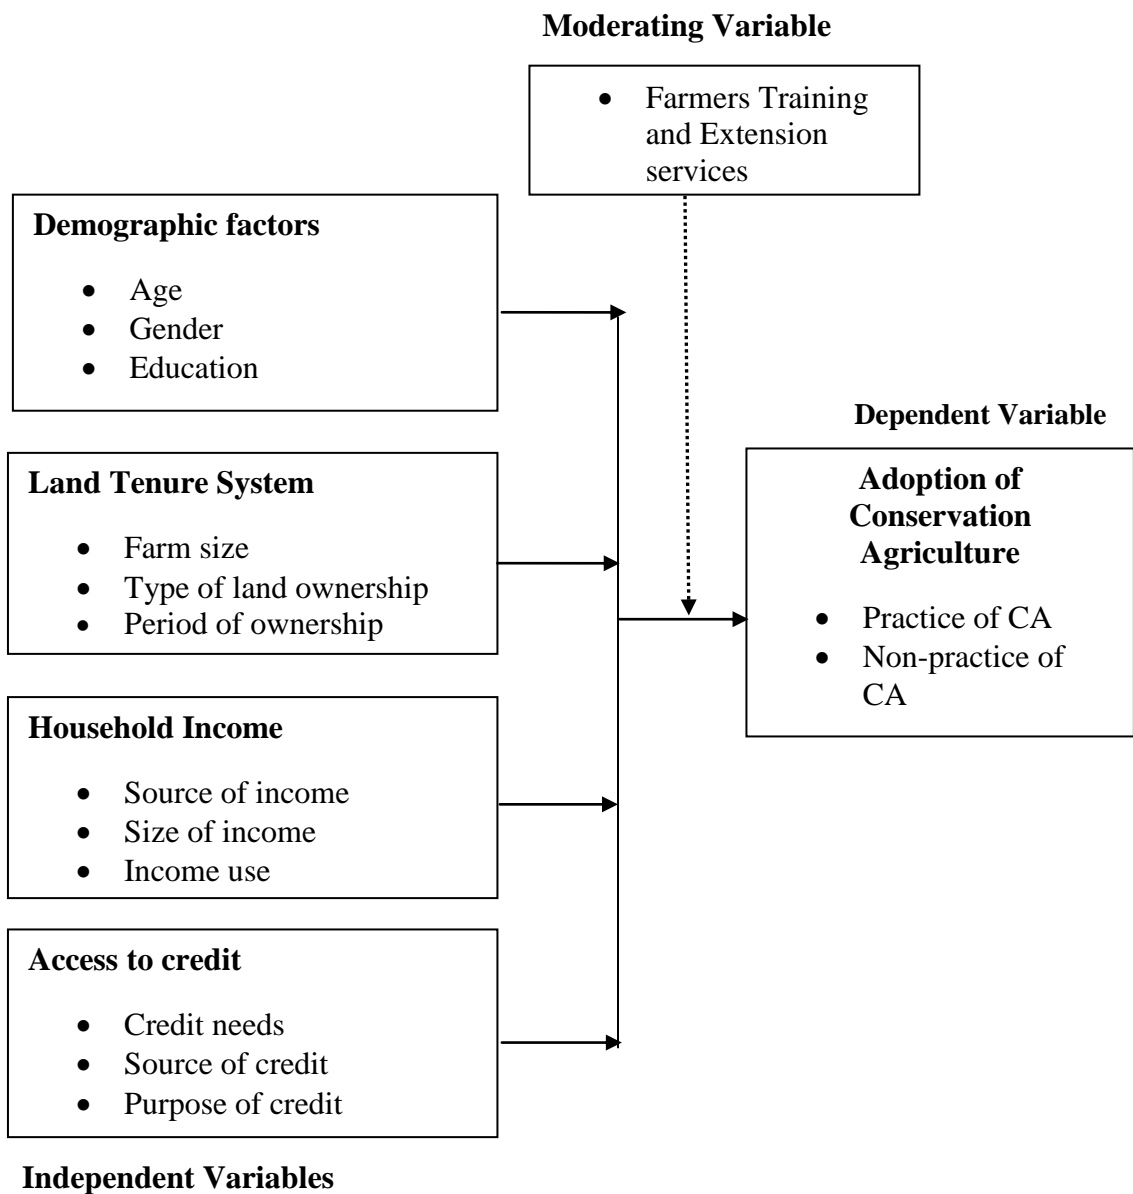 Moderating Variable
• Farmers Training
and Extension
services
Demographic factors
• Age
• Gender
• Education
Land Tenure System
• Farm size
• Type of land ownership
• Period of ownership
Household Income
• Source of income
• Size of income
• Income use
Access to credit
• Credit needs
• Source of credit
• Purpose of credit
Independent Variables
Dependent Variable
Adoption of
Conservation
Agriculture
• Practice of CA
• Non-practice of
CA